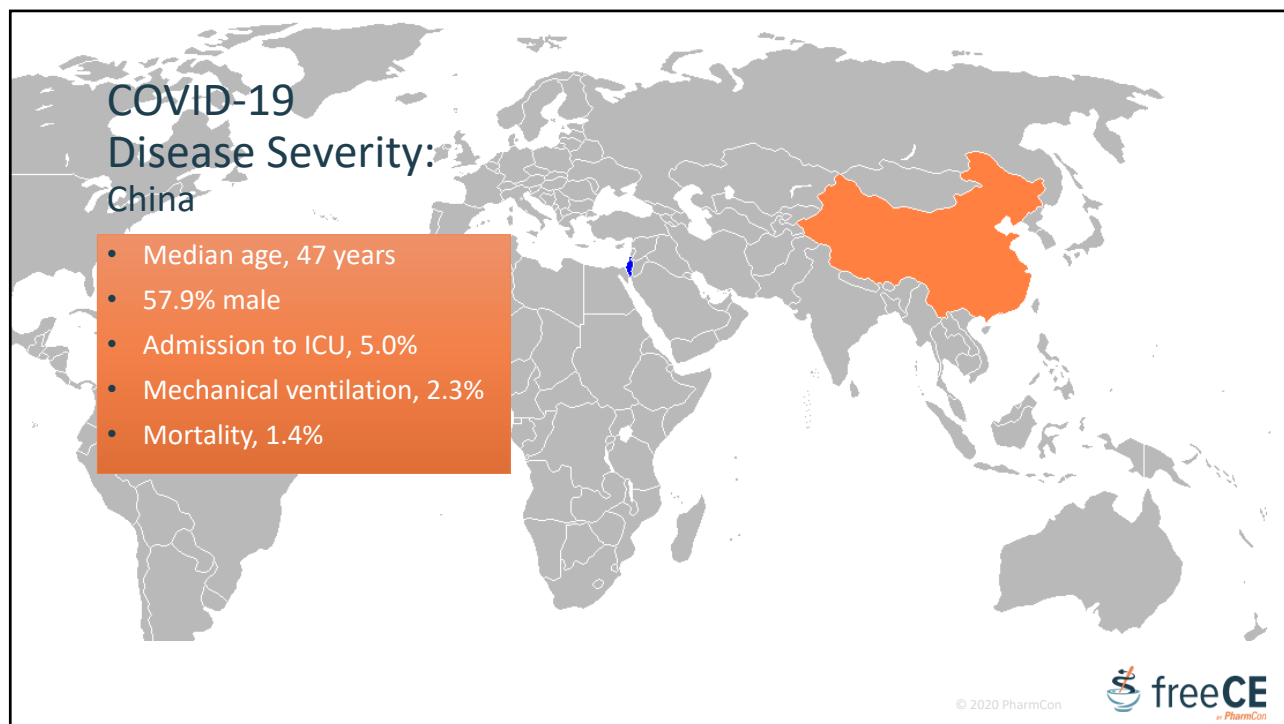 COVID-19
Disease Severity:
China
• Median age, 47 years
• 57.9% male
• Admission to ICU, 5.0%
• Mechanical ventilation, 2.3%
• Mortality, 1.4%
© 2020 PharmCon
freeCE
BY PharmCon